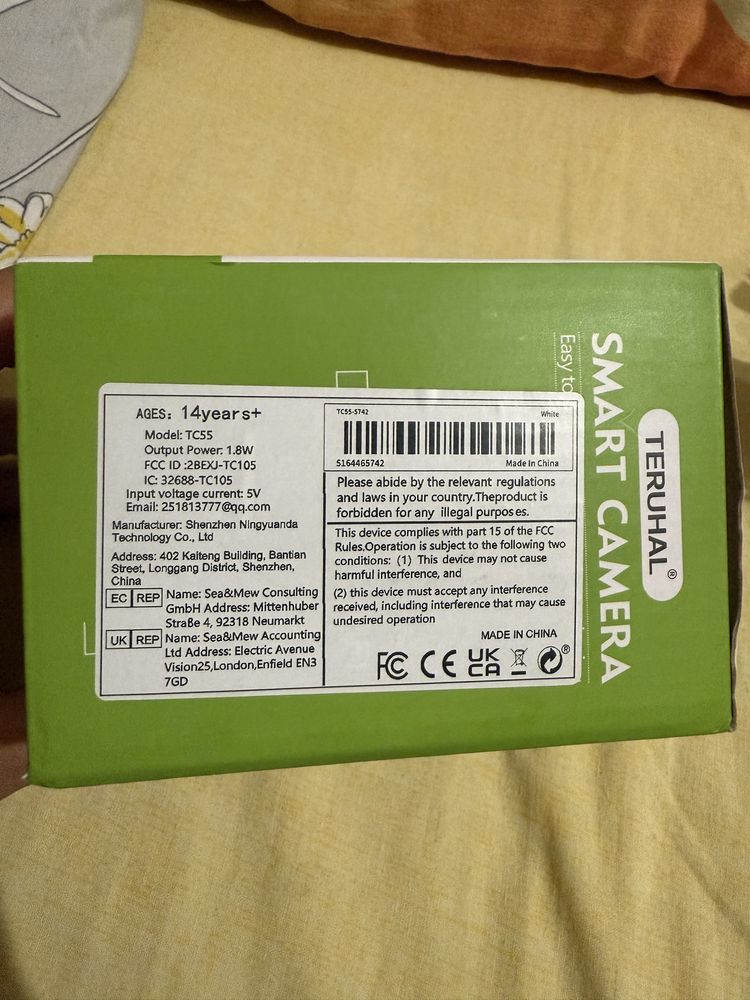 TERUHAL®
SMART CAMERA
Easy to
AGES: 14years+
Model: TC55
Output Power: 1.8W
FCC ID :2BEXJ-TC105
IC: 32688-TC105
Input voltage current: 5V
Email: 251813777@qq.com
Manufacturer: Shenzhen Ningyuanda
Technology Co., Ltd
Address: 402 Kaiteng Building, Bantian
Street, Longgang District, Shenzhen,
China
EC REP Name: Sea&Mew Consulting
GmbH Address: Mittenhuber
Straße 4, 92318 Neumarkt
UK REP Name: Sea&Mew Accounting
Ltd Address: Electric Avenue
Vision25,London,Enfield EN3
7GD
TC55-5742 White
5164465742 Made In China
Please abide by the relevant regulations
and laws in your country.Theproduct is
forbidden for any illegal purposes.
This device complies with part 15 of the FCC
Rules.Operation is subject to the following two
conditions: (1) This device may not cause
harmful interference, and
(2) this device must accept any interference
received, including interference that may cause
undesired operation
MADE IN CHINA
FC CE UK CA ®